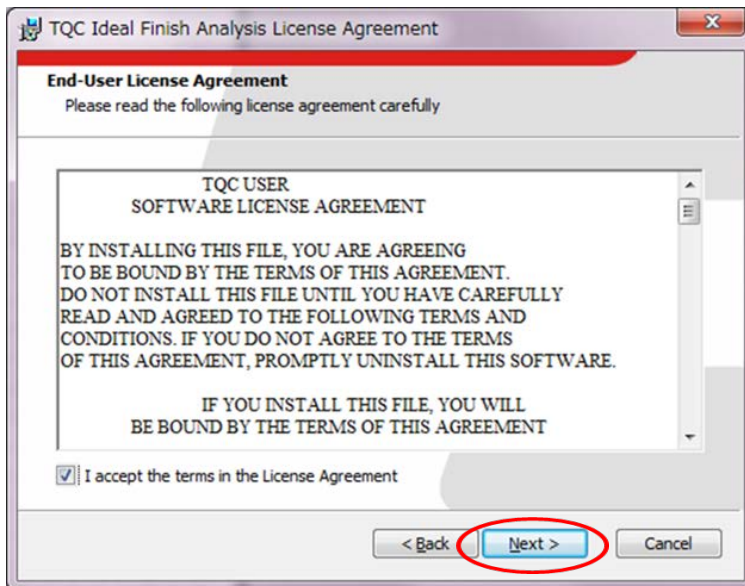 TQC Ideal Finish Analysis License Agreement
End-User License Agreement
Please read the following license agreement carefully
TQC USER
SOFTWARE LICENSE AGREEMENT
BY INSTALLING THIS FILE, YOU ARE AGREEING
TO BE BOUND BY THE TERMS OF THIS AGREEMENT.
DO NOT INSTALL THIS FILE UNTIL YOU HAVE CAREFULLY
READ AND AGREED TO THE FOLLOWING TERMS AND
CONDITIONS. IF YOU DO NOT AGREE TO THE TERMS
OF THIS AGREEMENT, PROMPTLY UNINSTALL THIS SOFTWARE.
IF YOU INSTALL THIS FILE, YOU WILL
BE BOUND BY THE TERMS OF THIS AGREEMENT
I accept the terms in the License Agreement
< Back Next > Cancel